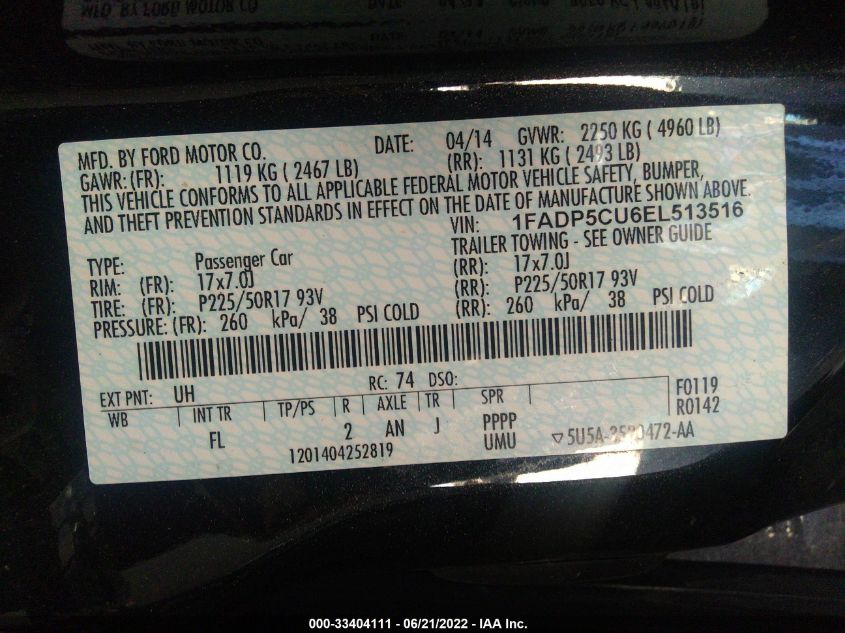 MFD. BY FORD MOTOR CO.
DATE: 04/14 GVWR: 2250 KG ( 4960 LB)
GAWR: (FR): 1119 KG ( 2467 LB) (RR): 1131 KG ( 2493 LB)
THIS VEHICLE CONFORMS TO ALL APPLICABLE FEDERAL MOTOR VEHICLE SAFETY, BUMPER,
AND THEFT PREVENTION STANDARDS IN EFFECT ON THE DATE OF MANUFACTURE SHOWN ABOVE.
VIN: 1FADP5CU6EL513516
TYPE: Passenger Car TRAILER TOWING - SEE OWNER GUIDE
RIM: (FR): 17x7.0J (RR): 17x7.0J
TIRE: (FR): P225/50R17 93V (RR): P225/50R17 93V
PRESSURE: (FR): 260 kPa/ 38 PSI COLD (RR): 260 kPa/ 38 PSI COLD
EXT PNT: UH RC: 74 DSO:
WB INT TR TP/PS R AXLE TR SPR F0119
R0142
FL 2 AN J PPPP
UMU ▽5U5A-
-AA
1201404252819
000-33404111 - 06/21/2022 - IAA Inc.